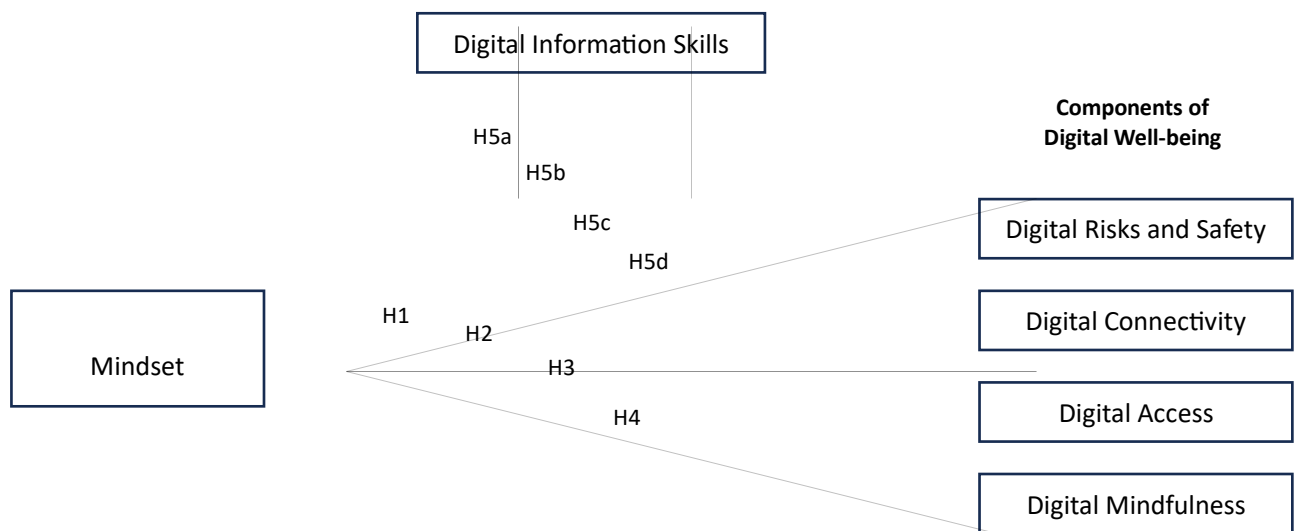 Digital Information Skills
Components of
Digital Well-being
H5a
H5b
H5c
H5d
Digital Risks and Safety
H1
H2
H3
H4
Mindset
Digital Connectivity
Digital Access
Digital Mindfulness